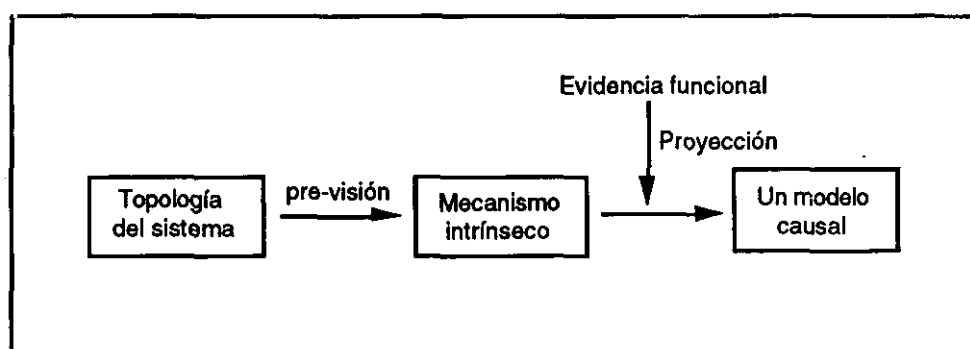 Evidencia funcional
Proyección
Topología
del sistema
pre-visión
Mecanismo
intrínseco
Un modelo
causal